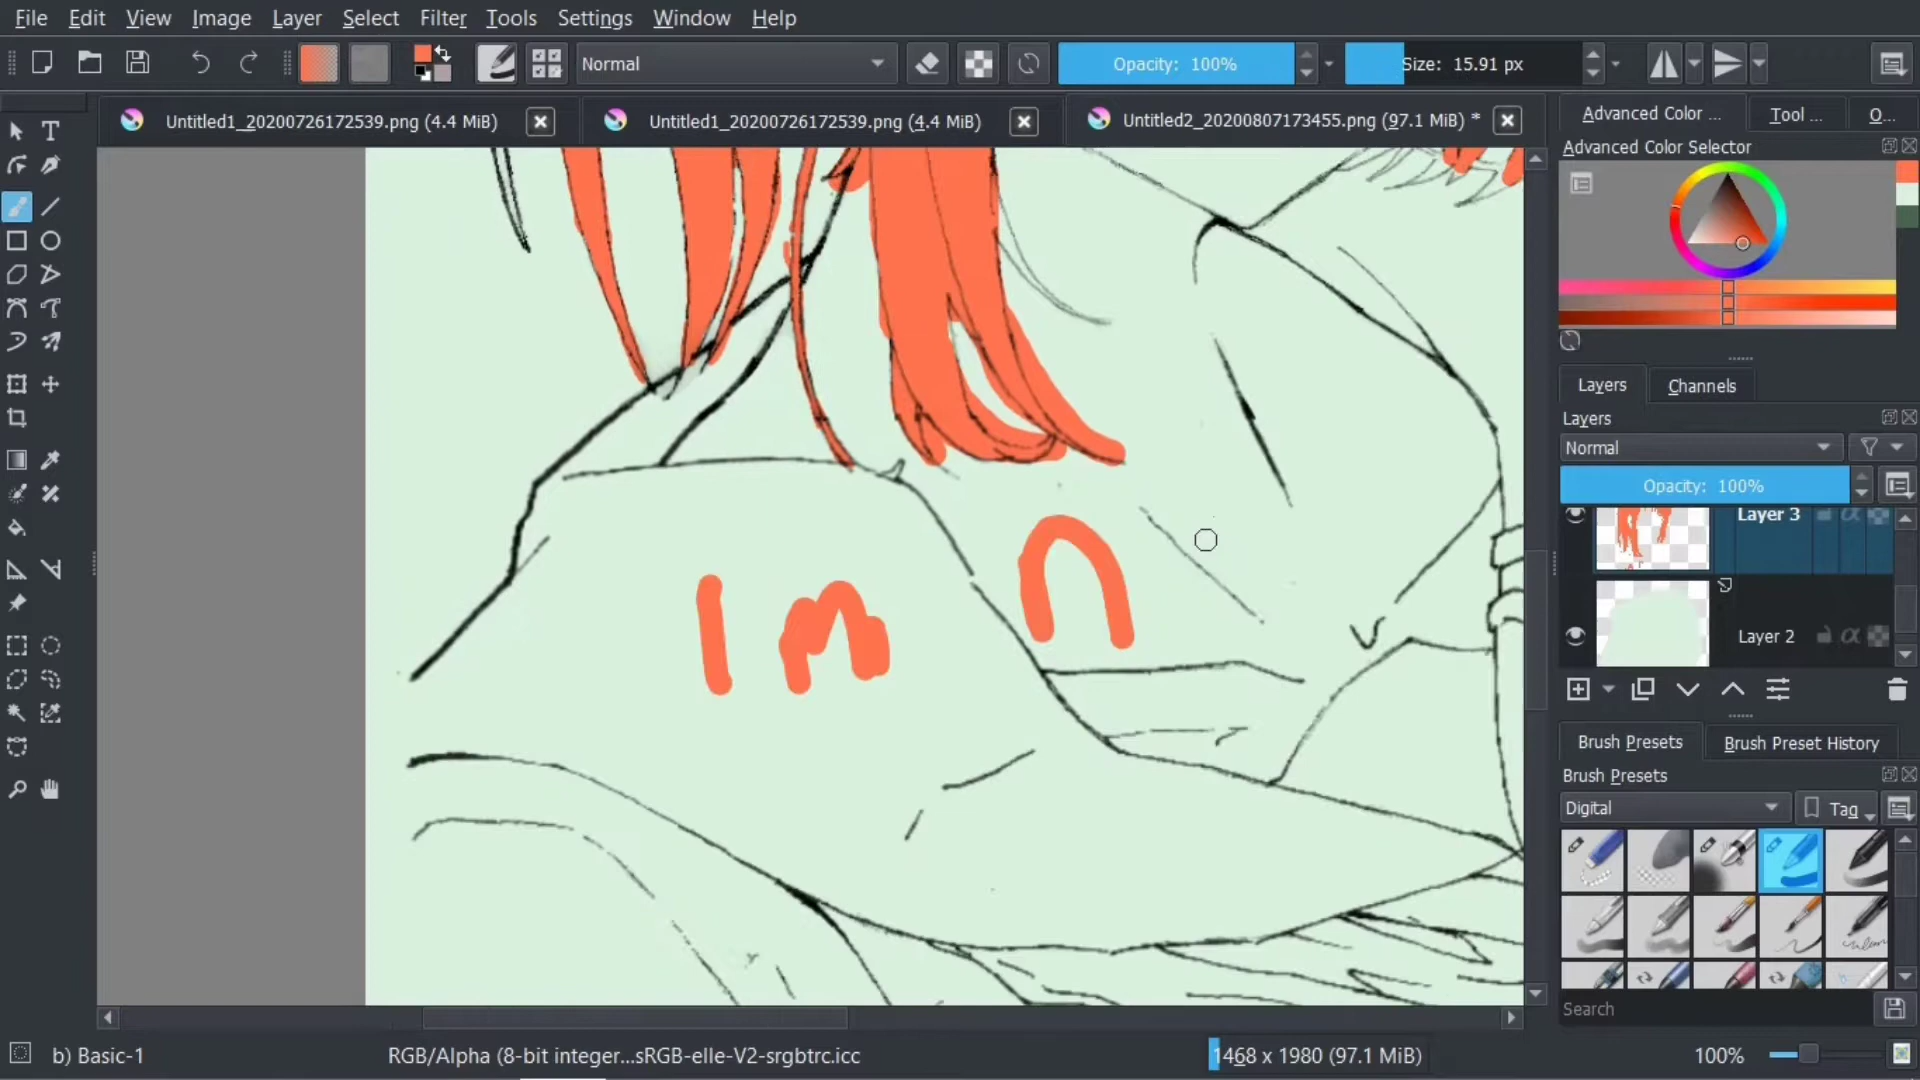 File Edit View Image Layer Select Filter Tools Settings Window Help
Normal Opacity: 100% Size: 15.91 px
Untitled1_20200726172539.png (4.4 MiB) Untitled1_20200726172539.png (4.4 MiB) Untitled2_20200807173455.png (97.1 MiB) *
Advanced Color ... Tool ... O...
Advanced Color Selector
Layers Channels
Layers
Normal
Opacity: 100%
Layer 3
Layer 2
Brush Presets Brush Preset History
Brush Presets
Digital Tag
Search
b) Basic-1 RGB/Alpha (8-bit integer...sRGB-elle-V2-srgbtrc.icc 1468 x 1980 (97.1 MiB) 100%